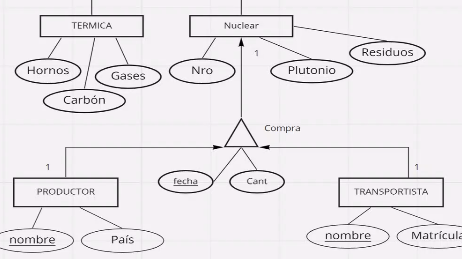 TERMICA
Nuclear
Hornos
Carbón
Gases
Nro
Plutonio
Residuos
1
Compra
fecha
Cant
1
1
PRODUCTOR
TRANSPORTISTA
nombre
País
nombre
Matrícula